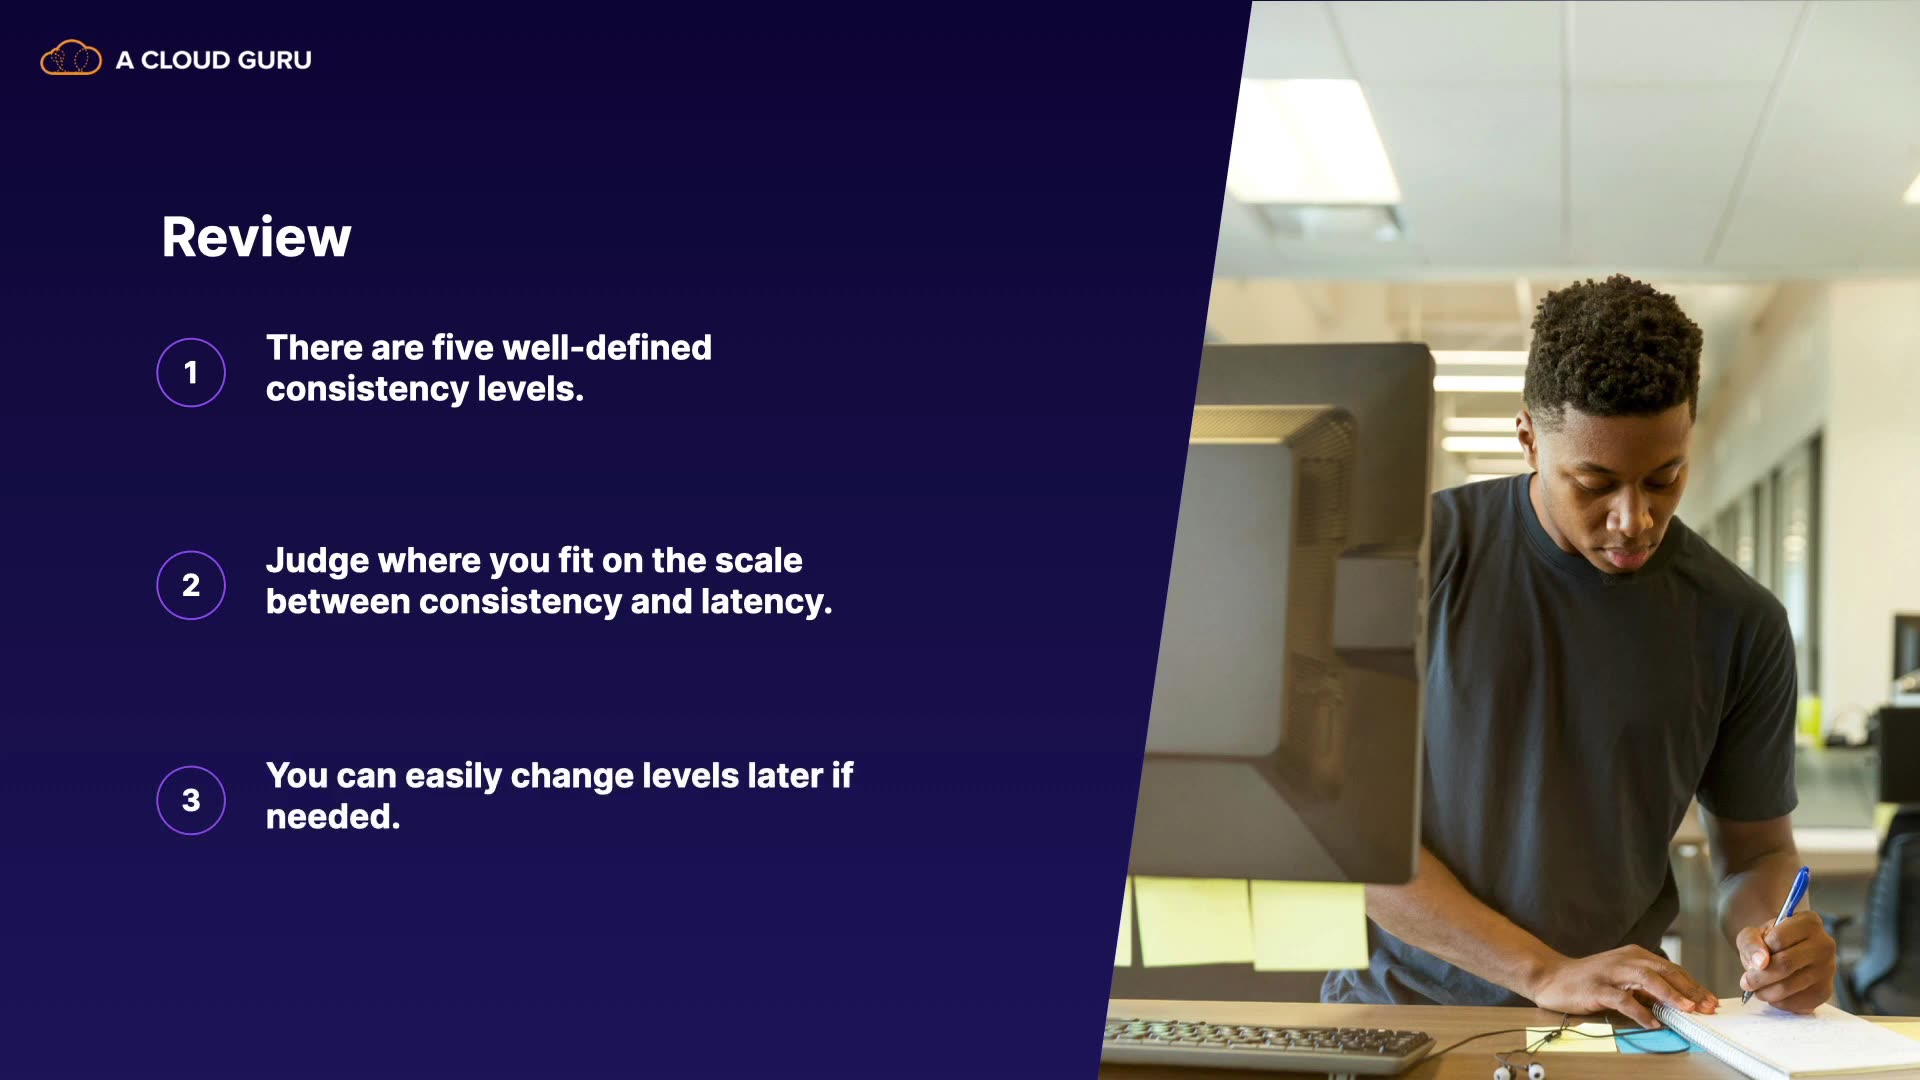 A CLOUD GURU
Review
1
There are five well-defined
consistency levels.
2
Judge where you fit on the scale
between consistency and latency.
3
You can easily change levels later if
needed.